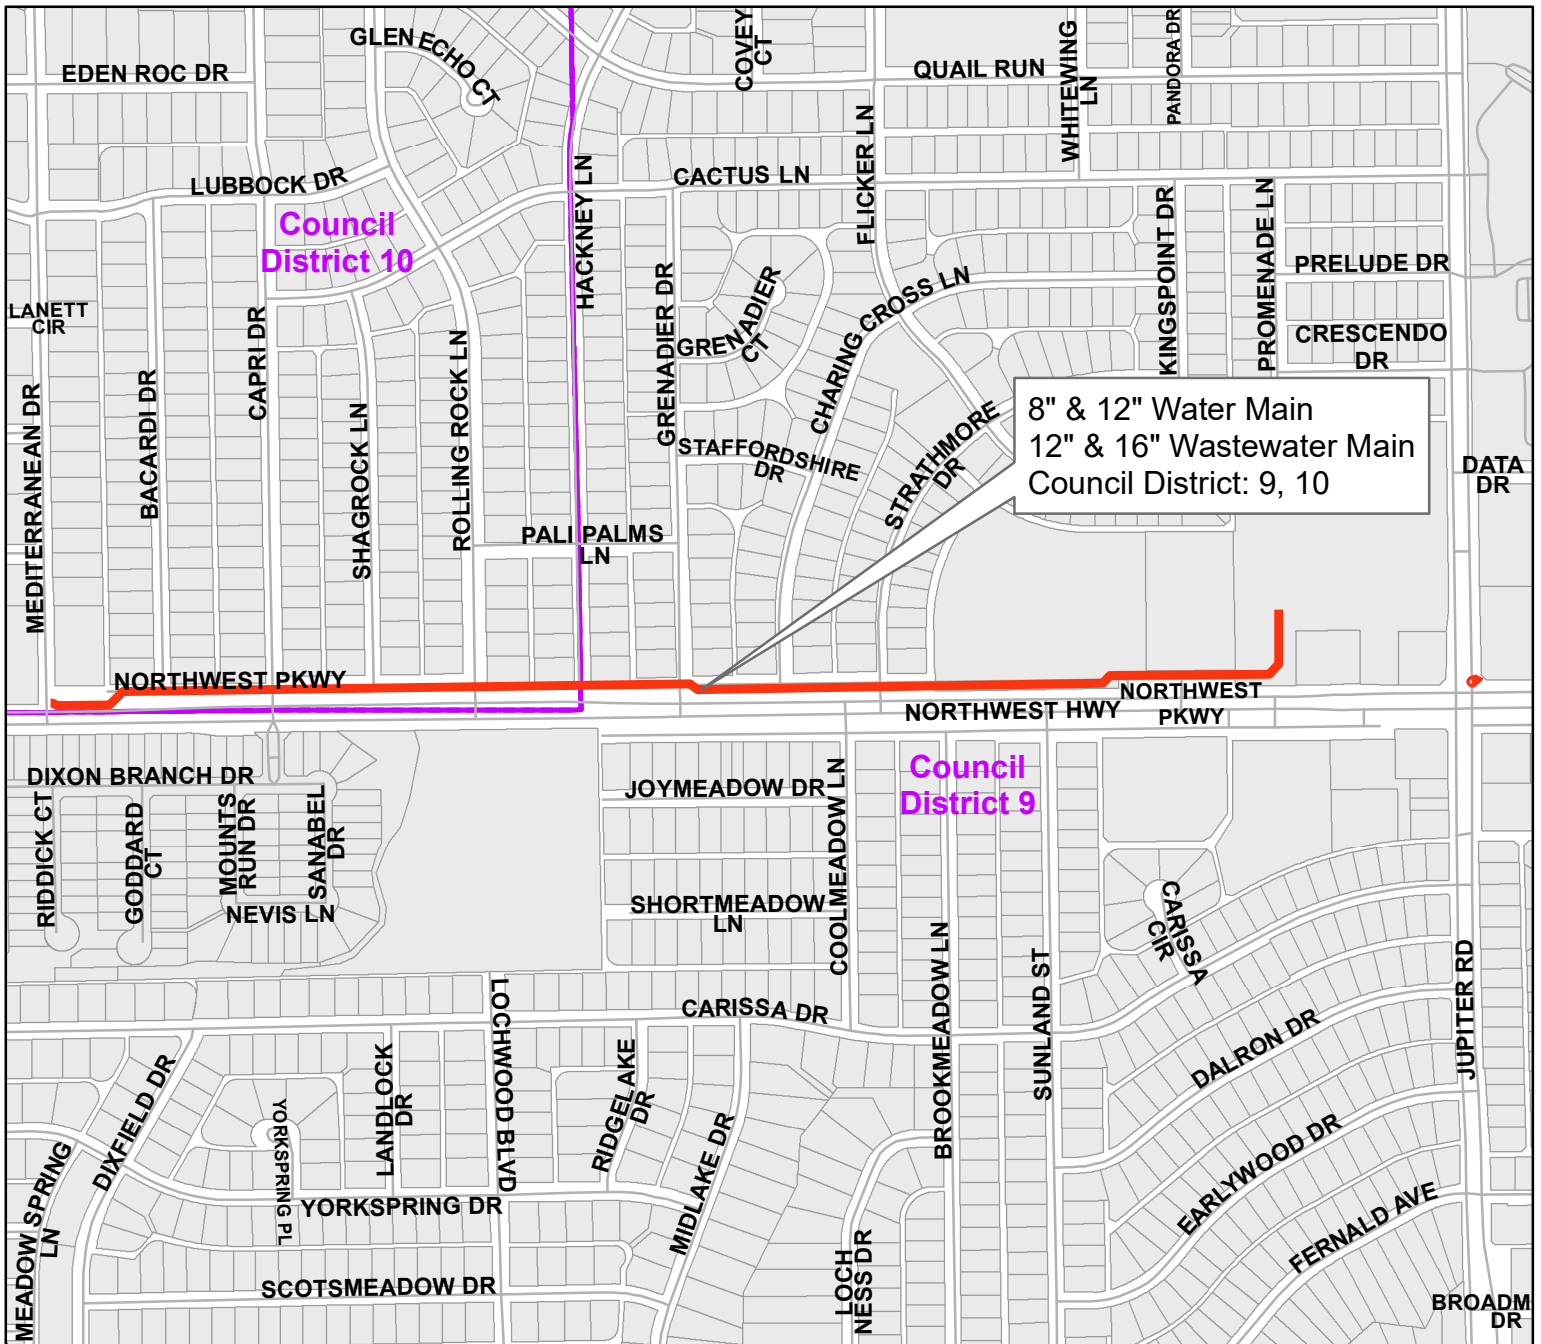 GLEN ECHO CT
EDEN ROC DR
COVEY
CT
QUAIL RUN
WHITEWING
LN
PANDORA DR
LUBBOCK DR
HACKNEY LN
CACTUS LN
FLICKER LN
Council
District 10
KINGSPOINT DR
PROMENADE LN
PRELUDE DR
LANETT
CIR
CAPRI DR
GRENADIER DR
GRENADIER
CT
CHARING CROSS LN
CRESCENDO
DR
MEDITERRANEAN DR
BACARDI DR
SHAGROCK LN
ROLLING ROCK LN
STAFFORDSHIRE
DR
STRATHMORE
DR
8" & 12" Water Main
12" & 16" Wastewater Main
Council District: 9, 10
DATA
DR
PALI PALMS
LN
NORTHWEST PKWY
NORTHWEST HWY
NORTHWEST
PKWY
DIXON BRANCH DR
JOYMEADOW DR
COOLMEADOW LN
Council
District 9
RIDDICK CT
GODDARD
CT
MOUNTS
RUN DR
SANABEL
DR
NEVIS LN
SHORTMEADOW
LN
BROOKMEADOW LN
SUNLAND ST
CARISSA
CIR
JUPITER RD
LOCHWOOD BLVD
CARISSA DR
DALRON DR
DIXFIELD DR
YORKSPRING PL
LANDLOCK
DR
RIDGELAKE
DR
MIDLAKE DR
EARLYWOOD DR
MEADOW SPRING
LN
YORKSPRING DR
LOCH
NESS DR
FERNALD AVE
SCOTSMEADOW DR
BROADM
DR